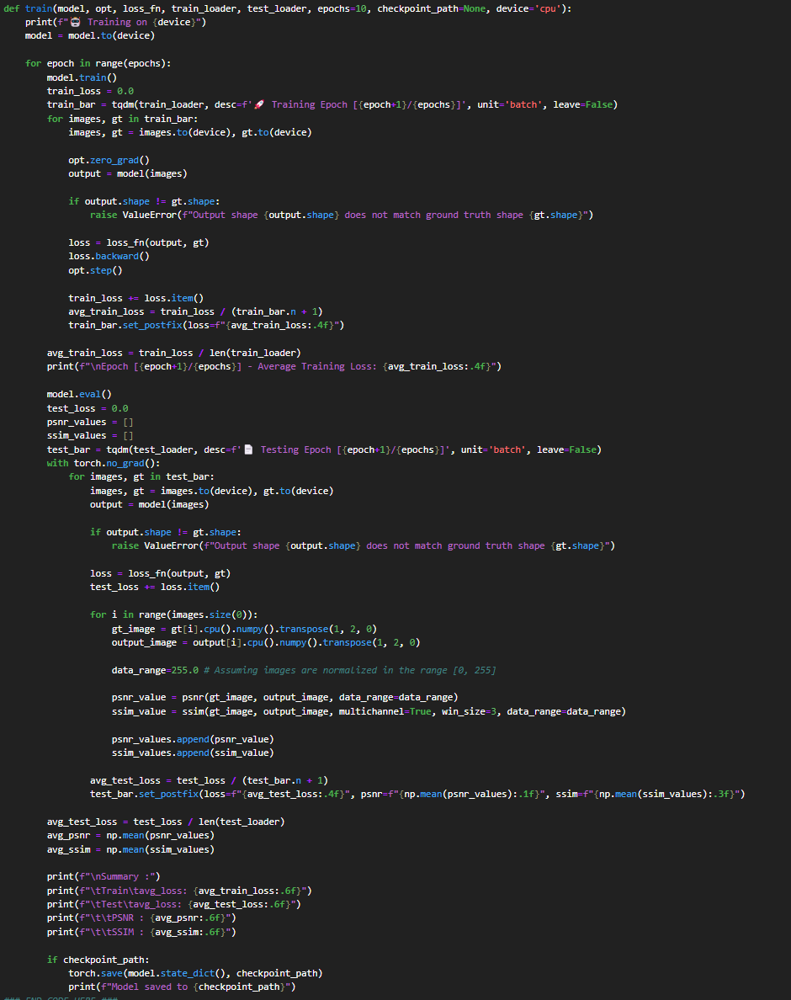 def train(model, opt, loss_fn, train_loader, test_loader, epochs=10, checkpoint_path=None, device='cpu'):
    print(f"🤖 Training on {device}")
    model = model.to(device)

    for epoch in range(epochs):
        model.train()
        train_loss = 0.0
        train_bar = tqdm(train_loader, desc=f'🚀 Training Epoch [{epoch+1}/{epochs}]', unit='batch', leave=False)
        for images, gt in train_bar:
            images, gt = images.to(device), gt.to(device)

            opt.zero_grad()
            output = model(images)

            if output.shape != gt.shape:
                raise ValueError(f"Output shape {output.shape} does not match ground truth shape {gt.shape}")

            loss = loss_fn(output, gt)
            loss.backward()
            opt.step()

            train_loss += loss.item()
            avg_train_loss = train_loss / (train_bar.n + 1)
            train_bar.set_postfix(loss=f"{avg_train_loss:.4f}")

        avg_train_loss = train_loss / len(train_loader)
        print(f"\nEpoch [{epoch+1}/{epochs}] - Average Training Loss: {avg_train_loss:.4f}")

        model.eval()
        test_loss = 0.0
        psnr_values = []
        ssim_values = []
        test_bar = tqdm(test_loader, desc=f'📄 Testing Epoch [{epoch+1}/{epochs}]', unit='batch', leave=False)
        with torch.no_grad():
            for images, gt in test_bar:
                images, gt = images.to(device), gt.to(device)
                output = model(images)

                if output.shape != gt.shape:
                    raise ValueError(f"Output shape {output.shape} does not match ground truth shape {gt.shape}")

                loss = loss_fn(output, gt)
                test_loss += loss.item()

                for i in range(images.size(0)):
                    gt_image = gt[i].cpu().numpy().transpose(1, 2, 0)
                    output_image = output[i].cpu().numpy().transpose(1, 2, 0)

                    data_range=255.0 # Assuming images are normalized in the range [0, 255]

                    psnr_value = psnr(gt_image, output_image, data_range=data_range)
                    ssim_value = ssim(gt_image, output_image, multichannel=True, win_size=3, data_range=data_range)

                    psnr_values.append(psnr_value)
                    ssim_values.append(ssim_value)

                avg_test_loss = test_loss / (test_bar.n + 1)
                test_bar.set_postfix(loss=f"{avg_test_loss:.4f}", psnr=f"{np.mean(psnr_values):.1f}", ssim=f"{np.mean(ssim_values):.3f}")

        avg_test_loss = test_loss / len(test_loader)
        avg_psnr = np.mean(psnr_values)
        avg_ssim = np.mean(ssim_values)

        print(f"\nSummary :")
        print(f"\tTrain\tavg_loss: {avg_train_loss:.6f}")
        print(f"\tTest\tavg_loss: {avg_test_loss:.6f}")
        print(f"\t\tPSNR : {avg_psnr:.6f}")
        print(f"\t\tSSIM : {avg_ssim:.6f}")

        if checkpoint_path:
            torch.save(model.state_dict(), checkpoint_path)
            print(f"Model saved to {checkpoint_path}")
### END CODE HERE ###